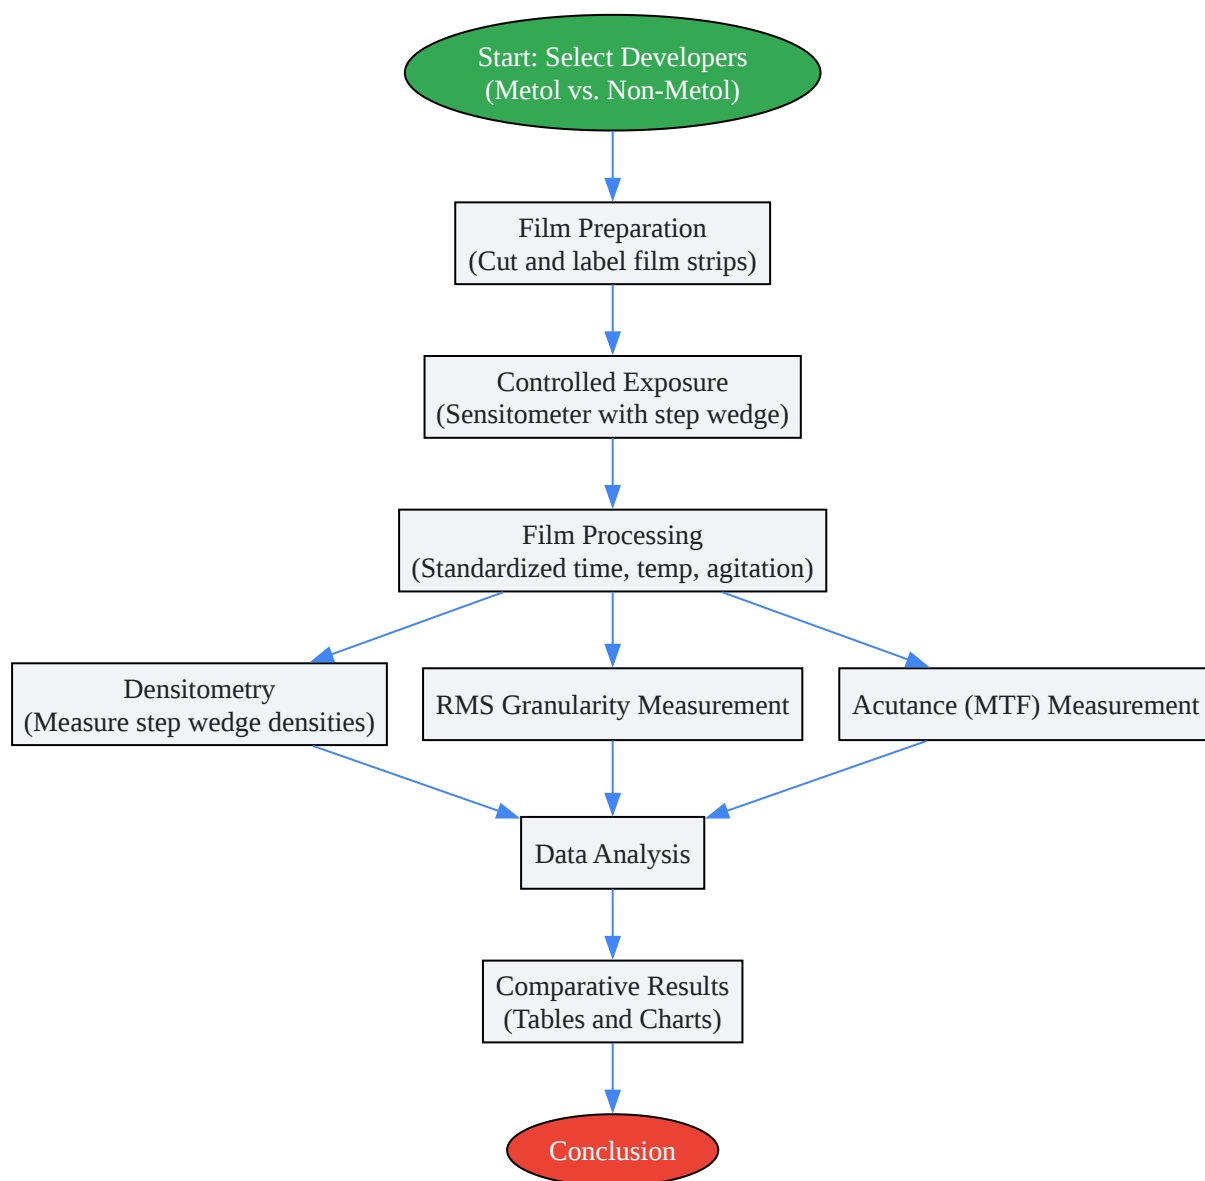 Start: Select Developers
(Metol vs. Non-Metol)
Film Preparation
(Cut and label film strips)
Controlled Exposure
(Sensitometer with step wedge)
Film Processing
(Standardized time, temp, agitation)
Densitometry
(Measure step wedge densities)
RMS Granularity Measurement
Acutance (MTF) Measurement
Data Analysis
Comparative Results
(Tables and Charts)
Conclusion